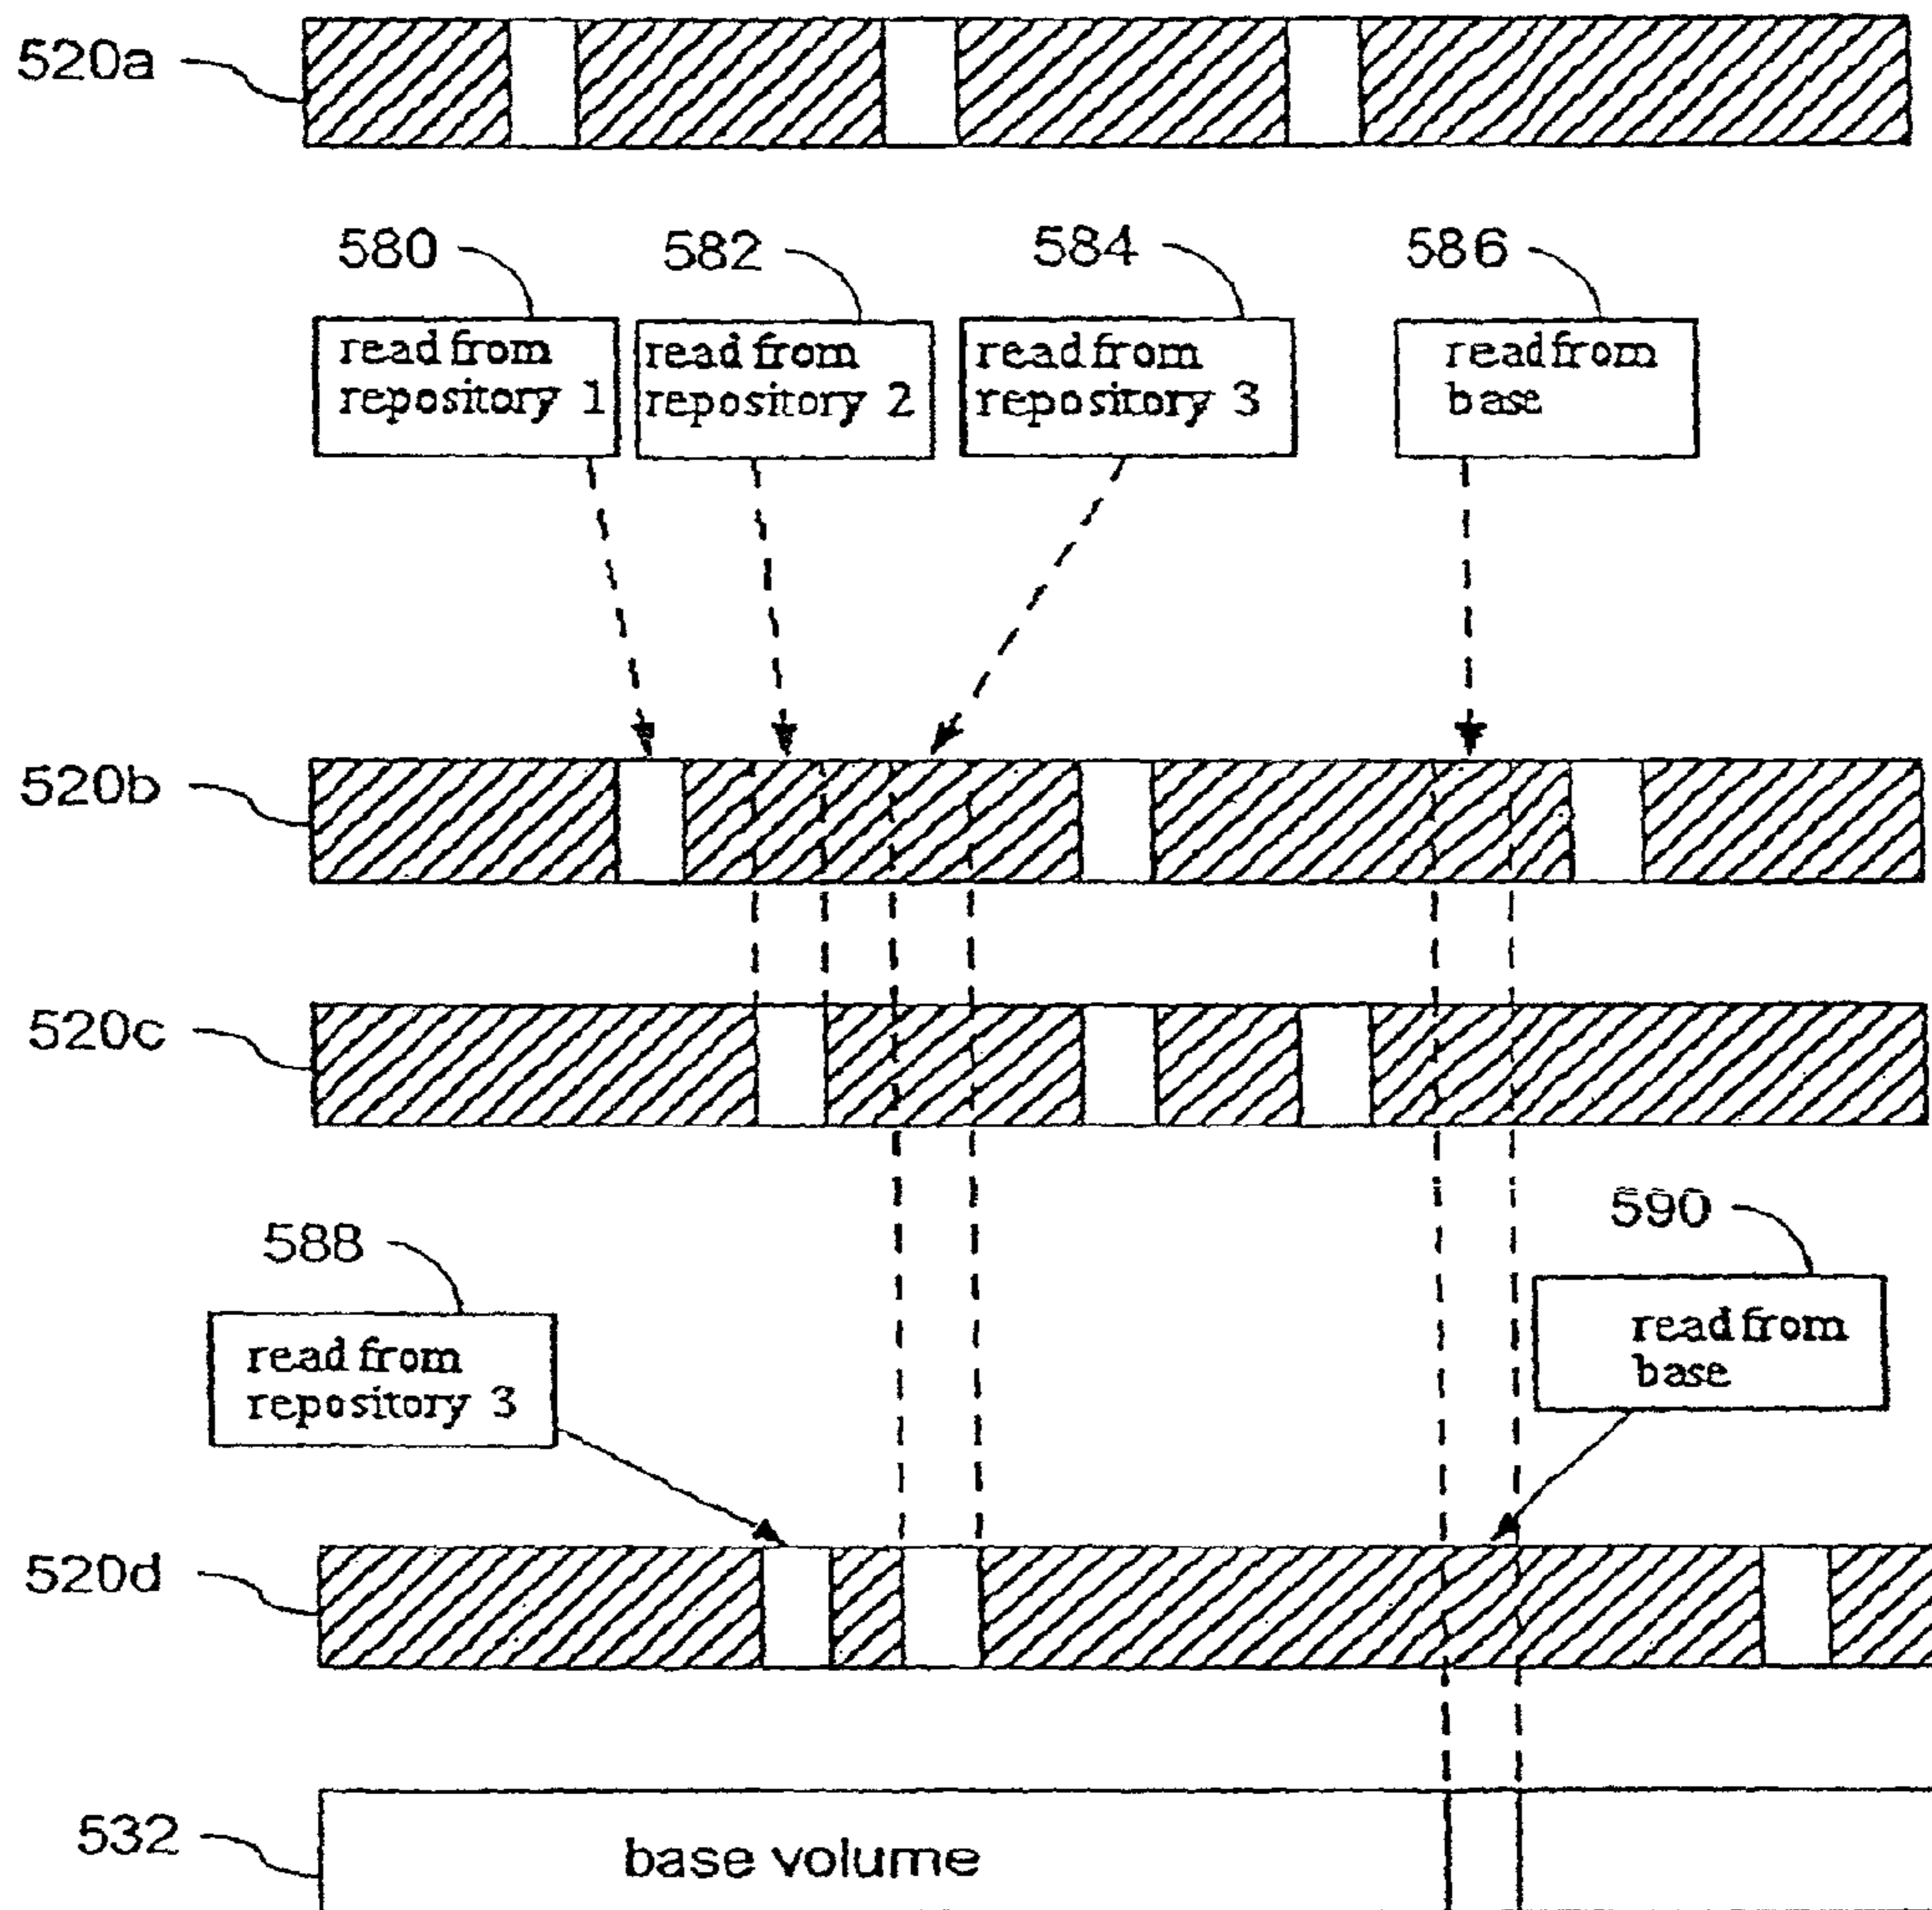 520a
580
582
584
586
read from
repository 1
read from
repository 2
read from
repository 3
read from
base
520b
520c
588
590
read from
repository 3
read from
base
520d
532
base volume